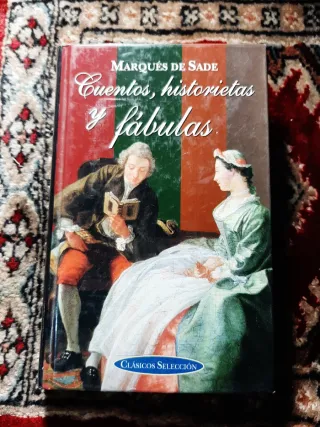 Marqués de Sade
Cuentos, historietas
y fábulas
Clásicos Selección